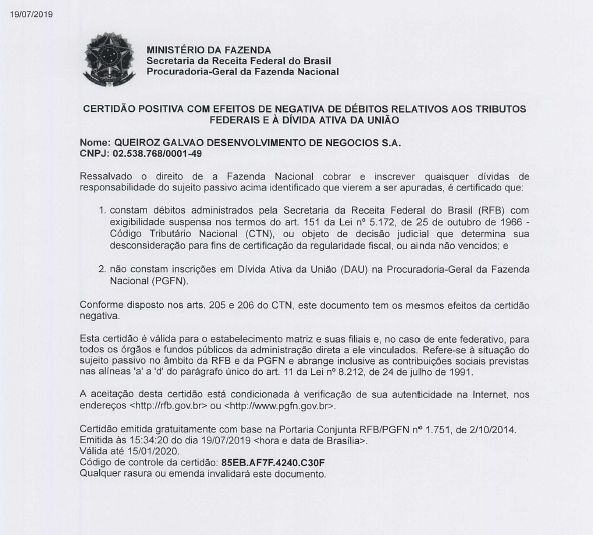 19/07/2019
MINISTÉRIO DA FAZENDA
Secretaria da Receita Federal do Brasil
Procuradoria-Geral da Fazenda Nacional
CERTIDÃO POSITIVA COM EFEITOS DE NEGATIVA DE DÉBITOS RELATIVOS AOS TRIBUTOS
FEDERAIS E À DÍVIDA ATIVA DA UNIÃO
Nome: QUEIROZ GALVAO DESENVOLVIMENTO DE NEGOCIOS S.A.
CNPJ: 02.538.768/0001-49
Ressalvado o direito de a Fazenda Nacional cobrar e inscrever quaisquer dívidas de
responsabilidade do sujeito passivo acima identificado que vierem a ser apuradas, é certificado que:
1. constam débitos administrados pela Secretaria da Receita Federal do Brasil (RFB) com
exigibilidade suspensa nos termos do art. 151 da Lei nº 5.172, de 25 de outubro de 1966 -
Código Tributário Nacional (CTN), ou objeto de decisão judicial que determina sua
desconsideração para fins de certificação da regularidade fiscal, ou ainda não vencidos; e
2. não constam inscrições em Dívida Ativa da União (DAU) na Procuradoria-Geral da Fazenda
Nacional (PGFN).
Conforme disposto nos arts. 205 e 206 do CTN, este documento tem os mesmos efeitos da certidão
negativa.
Esta certidão é válida para o estabelecimento matriz e suas filiais e, no caso de ente federativo, para
todos os órgãos e fundos públicos da administração direta a ele vinculados. Refere-se à situação do
sujeito passivo no âmbito da RFB e da PGFN e abrange inclusive as contribuições sociais previstas
nas alíneas 'a' a 'd' do parágrafo único do art. 11 da Lei nº 8.212, de 24 de julho de 1991.
A aceitação desta certidão está condicionada à verificação de sua autenticidade na Internet, nos
endereços <http://rfb.gov.br> ou <http://www.pgfn.gov.br>.
Certidão emitida gratuitamente com base na Portaria Conjunta RFB/PGFN nº 1.751, de 2/10/2014.
Emitida às 15:34:20 do dia 19/07/2019 <hora e data de Brasília>.
Válida até 15/01/2020.
Código de controle da certidão: 85EB.AF7F.4240.C30F
Qualquer rasura ou emenda invalidará este documento.